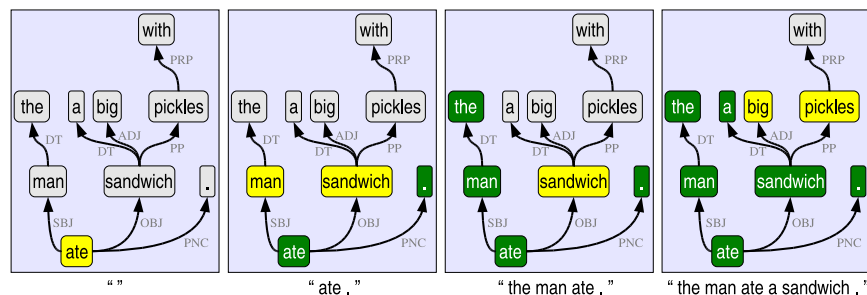 with
PRP
the a big pickles
DT DT ADJ PP
man sandwich .
SBJ OBJ PNC
ate
“ ”
with
PRP
the a big pickles
DT DT ADJ PP
man sandwich .
SBJ OBJ PNC
ate
“ ate . ”
with
PRP
the a big pickles
DT DT ADJ PP
man sandwich .
SBJ OBJ PNC
ate
“ the man ate . ”
with
PRP
the a big pickles
DT DT ADJ PP
man sandwich .
SBJ OBJ PNC
ate
“ the man ate a sandwich . ”